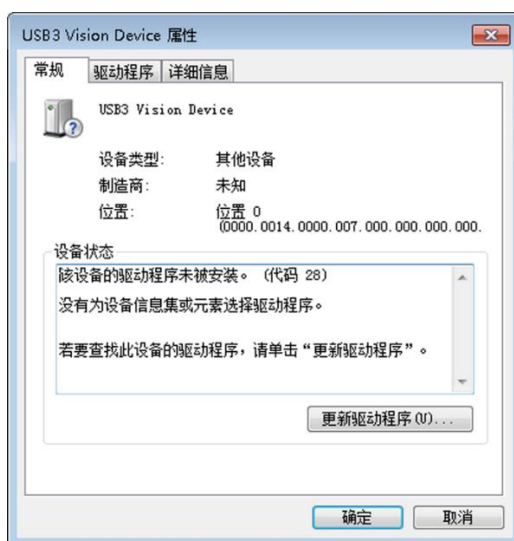 USB3 Vision Device 属性
常规 驱动程序 详细信息
USB3 Vision Device
设备类型: 其他设备
制造商: 未知
位置: 位置 0
(0000.0014.0000.007.000.000.000.000.
设备状态
该设备的驱动程序未被安装。 (代码 28)
没有为设备信息集或元素选择驱动程序。
若要查找此设备的驱动程序，请单击“更新驱动程序”。
更新驱动程序(U)...
确定 取消